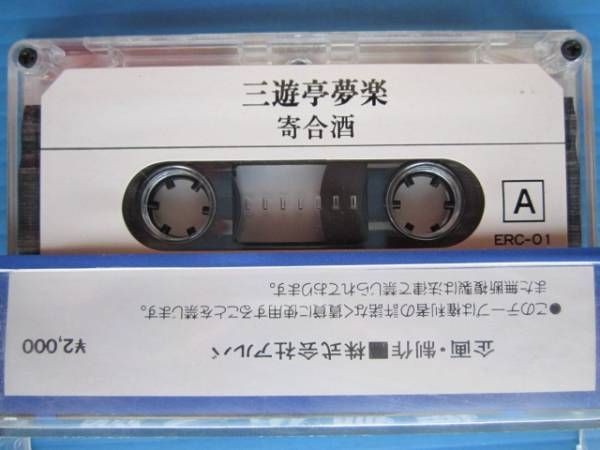 三遊亭夢楽
寄合酒
A
ERC-01
企画・制作■株式会社アルバ
¥2,000
●このテープは権利者の許諾なく賃貸に使用することを禁じます。
また無断複製は法律で禁じられております。